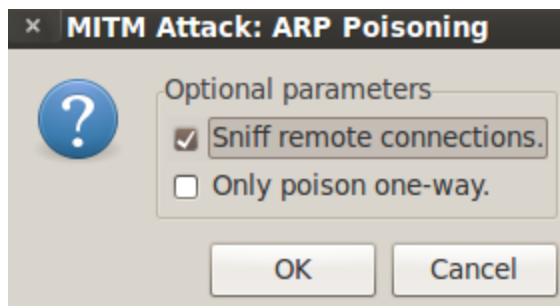 MITM Attack: ARP Poisoning
Optional parameters
Sniff remote connections.
Only poison one-way.
OK
Cancel